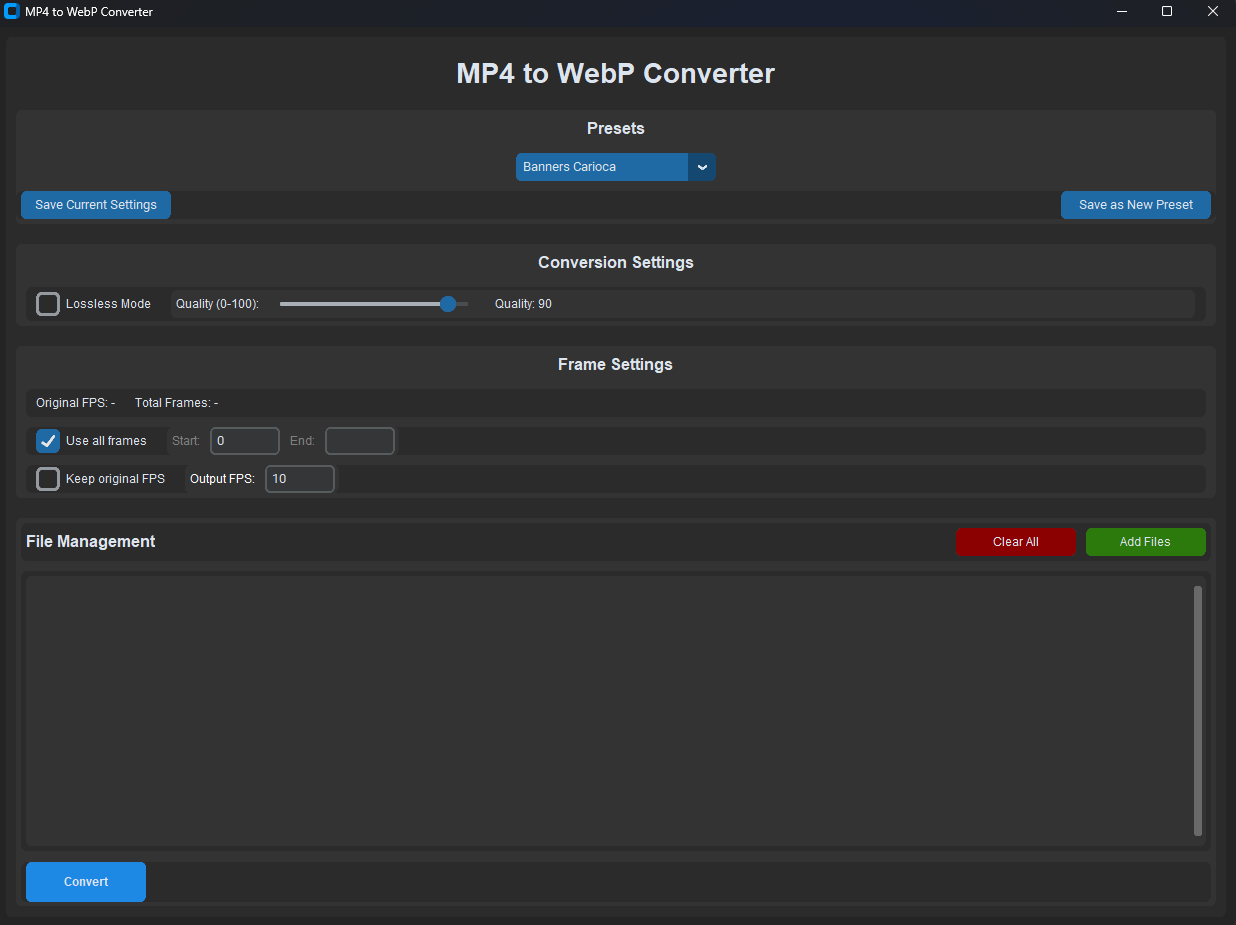 MP4 to WebP Converter
MP4 to WebP Converter
Presets
Banners Carioca
Save Current Settings Save as New Preset
Conversion Settings
Lossless Mode Quality (0-100): Quality: 90
Frame Settings
Original FPS: - Total Frames: -
Use all frames Start: 0 End:
Keep original FPS Output FPS: 10
File Management Clear All Add Files
Convert